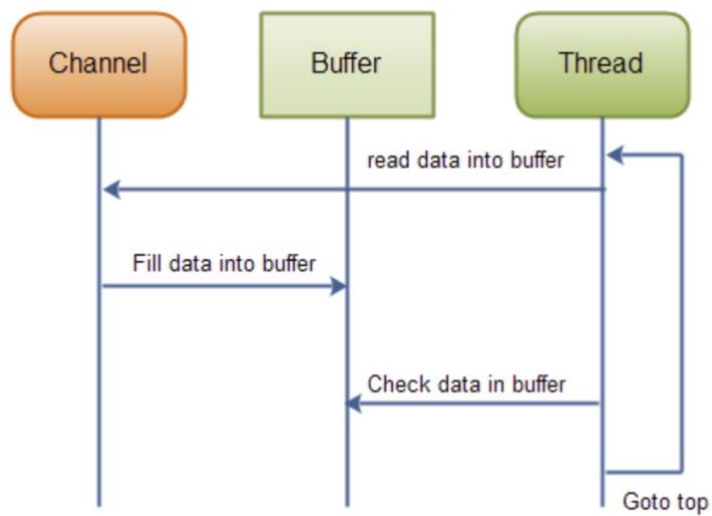 Channel
Buffer
Thread
read data into buffer
Fill data into buffer
Check data in buffer
Goto top